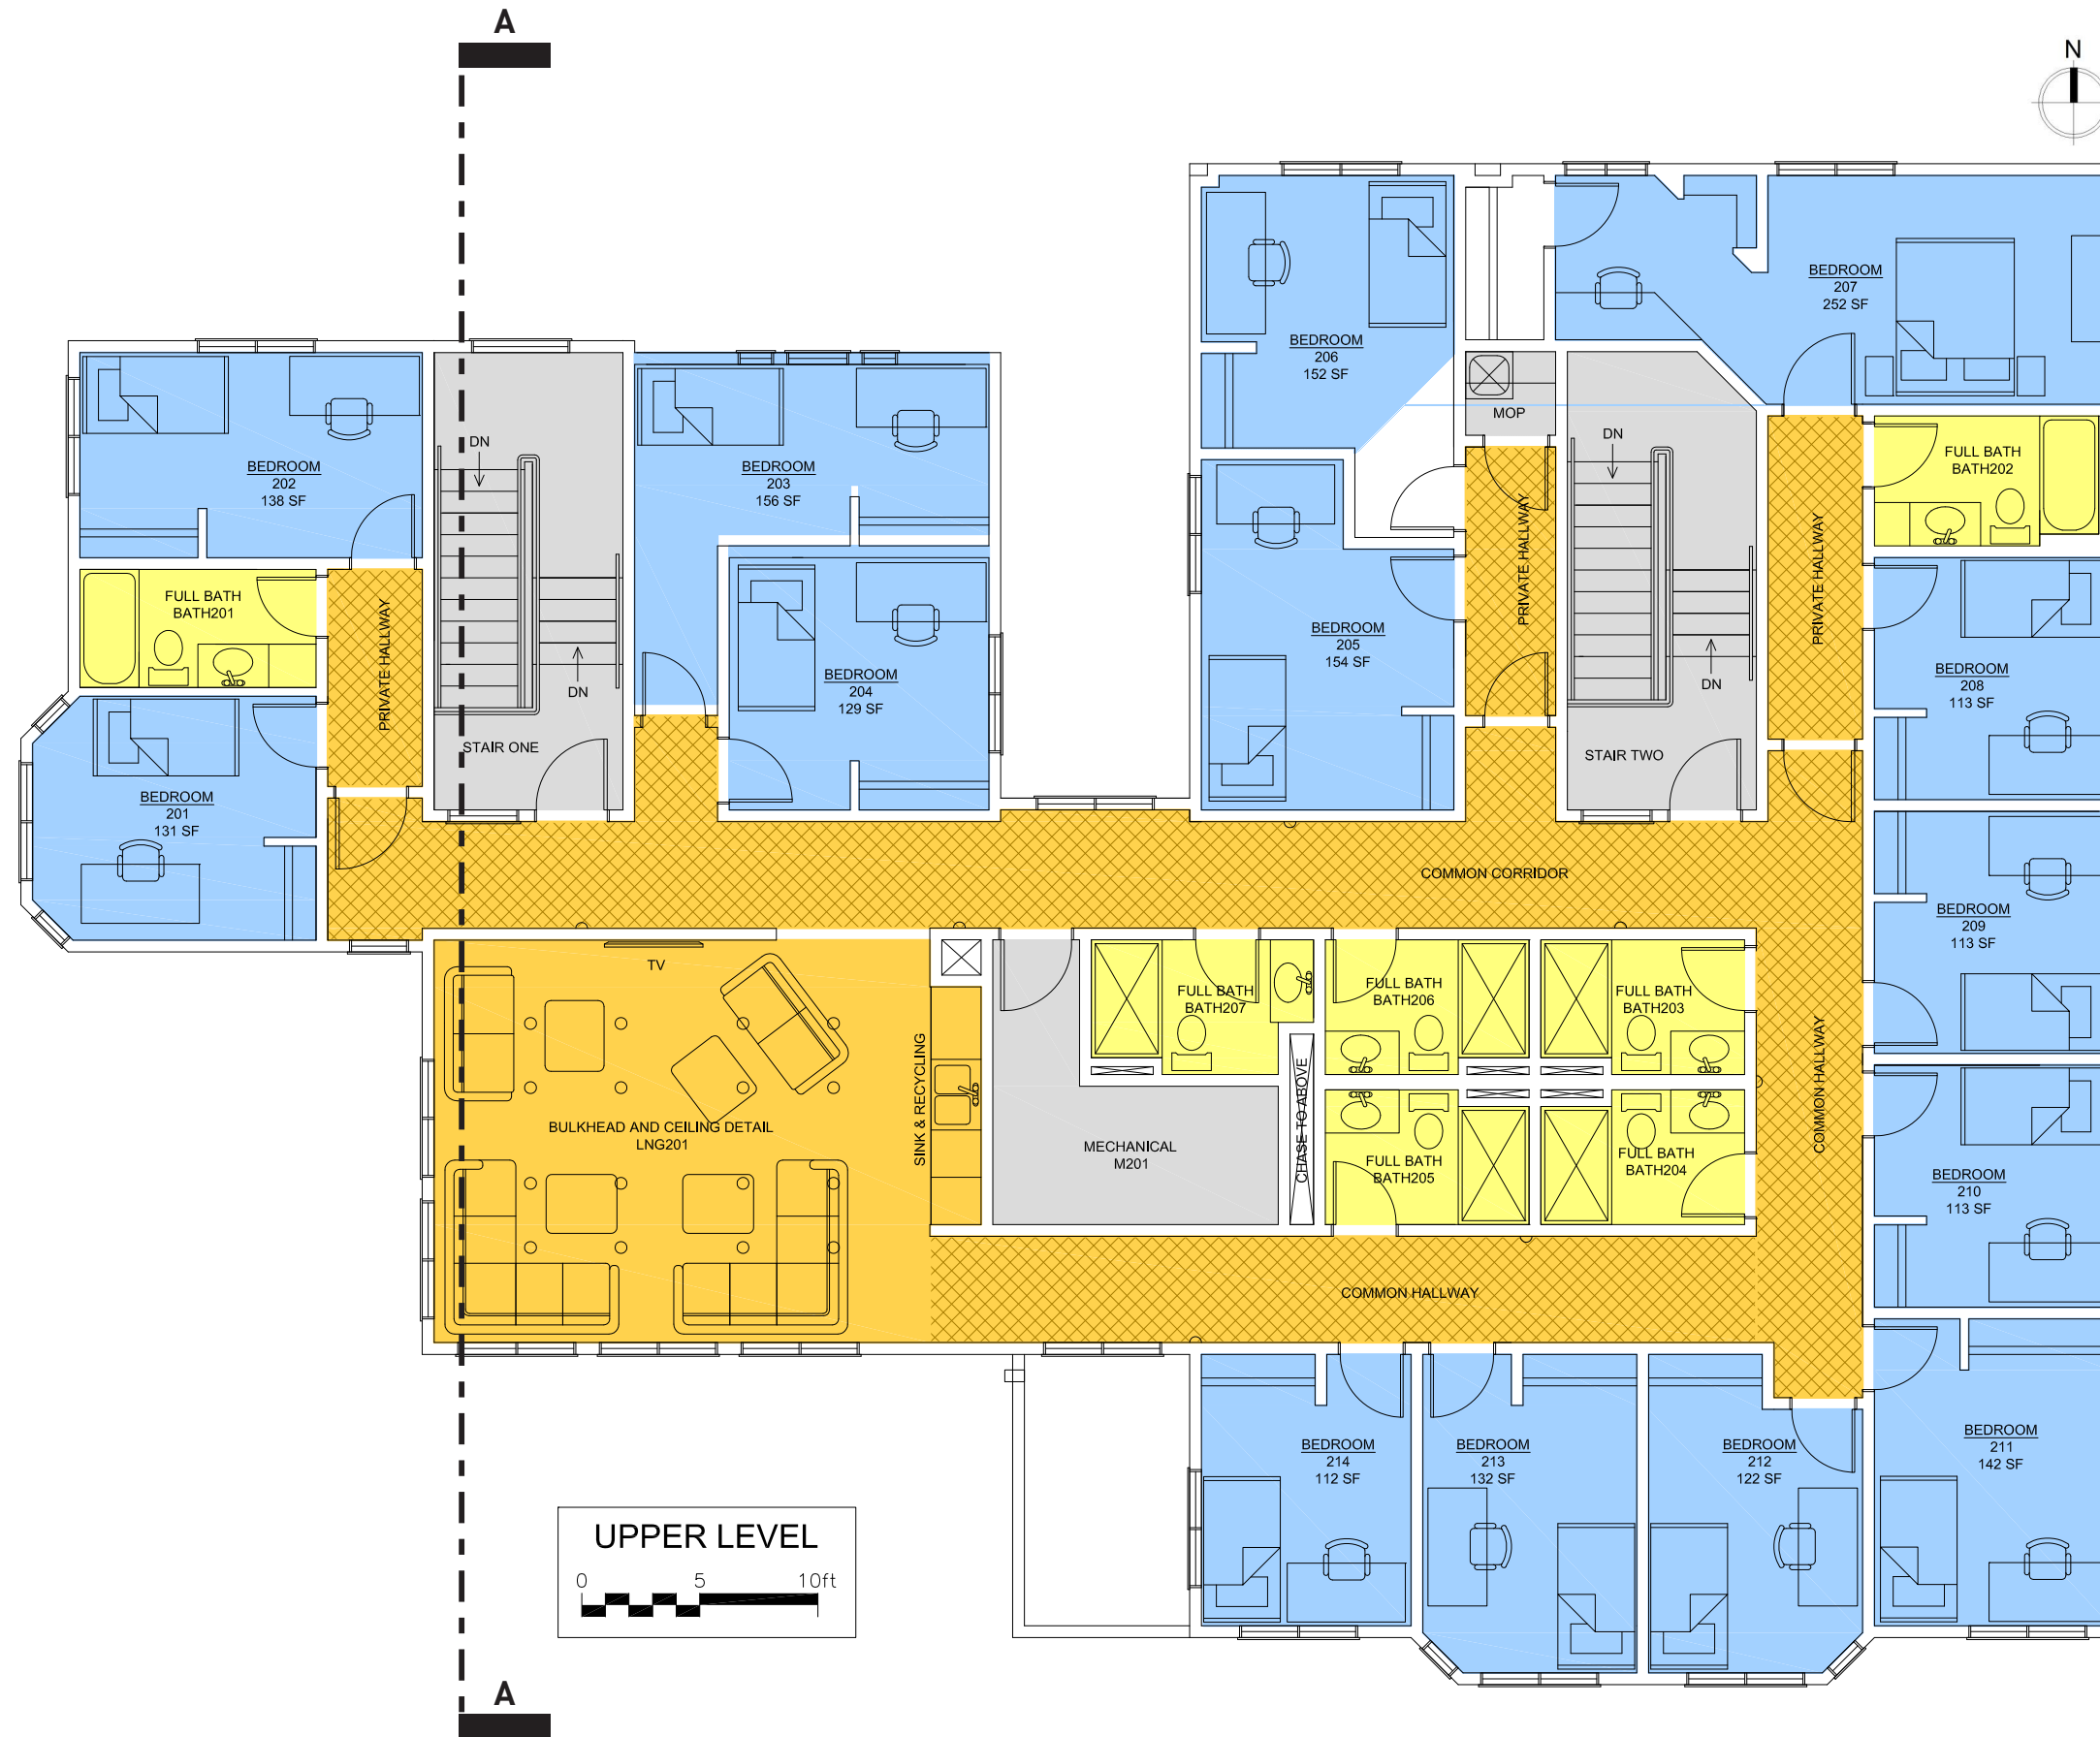 A
N
BEDROOM
207
252 SF
BEDROOM
206
152 SF
MOP
DN
DN
FULL BATH
BATH202
BEDROOM
202
138 SF
BEDROOM
203
156 SF
PRIVATE HALLWAY
PRIVATE HALLWAY
FULL BATH
BATH201
PRIVATE HALLWAY
BEDROOM
205
154 SF
BEDROOM
204
129 SF
DN
DN
BEDROOM
208
113 SF
STAIR ONE
STAIR TWO
BEDROOM
201
131 SF
COMMON CORRIDOR
BEDROOM
209
113 SF
TV
FULL BATH
BATH207
FULL BATH
BATH206
FULL BATH
BATH203
SINK & RECYCLING
CHASE TO ABOVE
COMMON HALLWAY
BULKHEAD AND CEILING DETAIL
LNG201
MECHANICAL
M201
FULL BATH
BATH205
FULL BATH
BATH204
BEDROOM
210
113 SF
COMMON HALLWAY
BEDROOM
214
112 SF
BEDROOM
213
132 SF
BEDROOM
212
122 SF
BEDROOM
211
142 SF
UPPER LEVEL
0 5 10ft
A